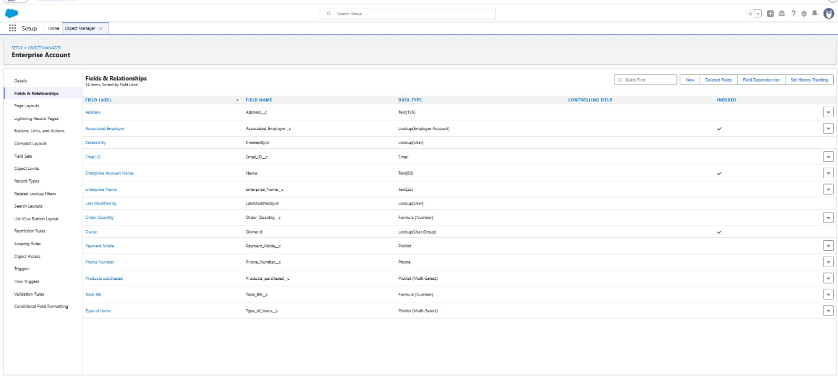 Search Setup
Setup Home Object Manager
SETUP > OBJECT MANAGER
Enterprise Account
Details
Fields & Relationships
Page Layouts
Lightning Record Pages
Buttons, Links, and Actions
Compact Layouts
Field Sets
Object Limits
Record Types
Related Lookup Filters
Search Layouts
List View Button Layout
Restriction Rules
Scoping Rules
Object Access
Triggers
Flow Triggers
Validation Rules
Conditional Field Formatting
Fields & Relationships
14 Items, Sorted by Field Label
Quick Find New Deleted Fields Field Dependencies Set History Tracking
FIELD LABEL FIELD NAME DATA TYPE CONTROLLING FIELD INDEXED
Address Address__c Text(125)
Associated Employer Associated_Employer__c Lookup(Employer Account)
Created By CreatedById Lookup(User)
Email ID Email_ID__c Email
Enterprise Account Name Name Text(80)
Enterprise Name Enterprise_Name__c
Last Modified By LastModifiedById Lookup(User)
Order Quantity Order_Quantity__c Formula (Number)
Owner OwnerId Lookup(User,Group)
Payment Mode Payment_Mode__c Picklist
Phone Number Phone_Number__c Phone
Products purchased Products_purchased__c Picklist (Multi-Select)
Total Bill Total_Bill__c Formula (Number)
Type of Items Type_of_Items__c Picklist (Multi-Select)